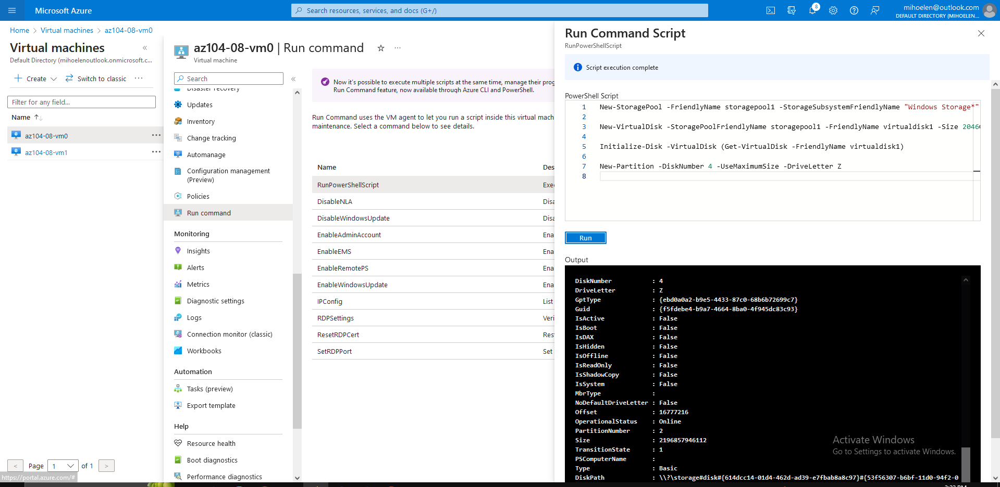 Microsoft Azure
Search resources, services, and docs (G+/)
8
mihoelen@outlook.com
DEFAULT DIRECTORY (MIHOELEN...
Home > Virtual machines > az104-08-vm0
Virtual machines
Default Directory (mihoelenoutlook.onmicrosoft.c...
Create
Switch to classic
Filter for any field...
Name
az104-08-vm0
az104-08-vm1
< Page 1 of 1 >
https://portal.azure.com/#
az104-08-vm0 | Run command
Virtual machine
Search
Disaster recovery
Updates
Inventory
Change tracking
Automanage
Configuration management
(Preview)
Policies
Run command
Monitoring
Insights
Alerts
Metrics
Diagnostic settings
Logs
Connection monitor (classic)
Workbooks
Automation
Tasks (preview)
Export template
Help
Resource health
Boot diagnostics
Performance diagnostics
Now it's possible to execute multiple scripts at the same time, manage their prog
Run Command feature, now available through Azure CLI and PowerShell.
Run Command uses the VM agent to let you run a script inside this virtual mach
maintenance. Select a command below to see details.
Name Des
RunPowerShellScript Exe
DisableNLA Disa
DisableWindowsUpdate Disa
EnableAdminAccount Ena
EnableEMS Ena
EnableRemotePS Ena
EnableWindowsUpdate Ena
IPConfig List
RDPSettings Veri
ResetRDPCert Res
SetRDPPort Set
Run Command Script
RunPowerShellScript
Script execution complete
PowerShell Script
1 New-StoragePool -FriendlyName storagepool1 -StorageSubsystemFriendlyName "Windows Storage*"
2
3 New-VirtualDisk -StoragePoolFriendlyName storagepool1 -FriendlyName virtualdisk1 -Size 2046G
4
5 Initialize-Disk -VirtualDisk (Get-VirtualDisk -FriendlyName virtualdisk1)
6
7 New-Partition -DiskNumber 4 -UseMaximumSize -DriveLetter Z
8
Run
Output
DiskNumber : 4
DriveLetter : Z
GptType : {ebd0a0a2-b9e5-4433-87c0-68b6b72699c7}
Guid : {f5fdebe4-b9a7-4664-8ba0-4f945dc83c93}
IsActive : False
IsBoot : False
IsDAX : False
IsHidden : False
IsOffline : False
IsReadOnly : False
IsShadowCopy : False
IsSystem : False
MbrType :
NoDefaultDriveLetter : False
Offset : 16777216
OperationalStatus : Online
PartitionNumber : 2
Size : 2196857946112
TransitionState : 1
PSComputerName :
Type : Basic
DiskPath : \\?\storage#disk#{614dcc14-01d4-462d-ad39-e7fbab8a8c97}#{53f56307-b6bf-11d0-94f2-0
Activate Windows
Go to Settings to activate Windows.